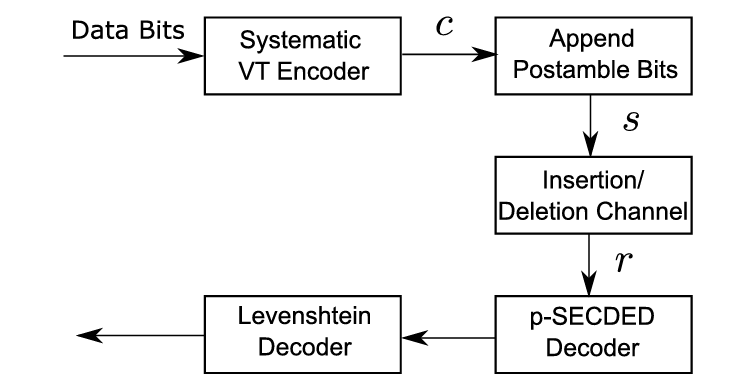 Data Bits
Systematic
VT Encoder
c
Append
Postamble Bits
s
Insertion/
Deletion Channel
r
p-SECDED
Decoder
Levenshtein
Decoder